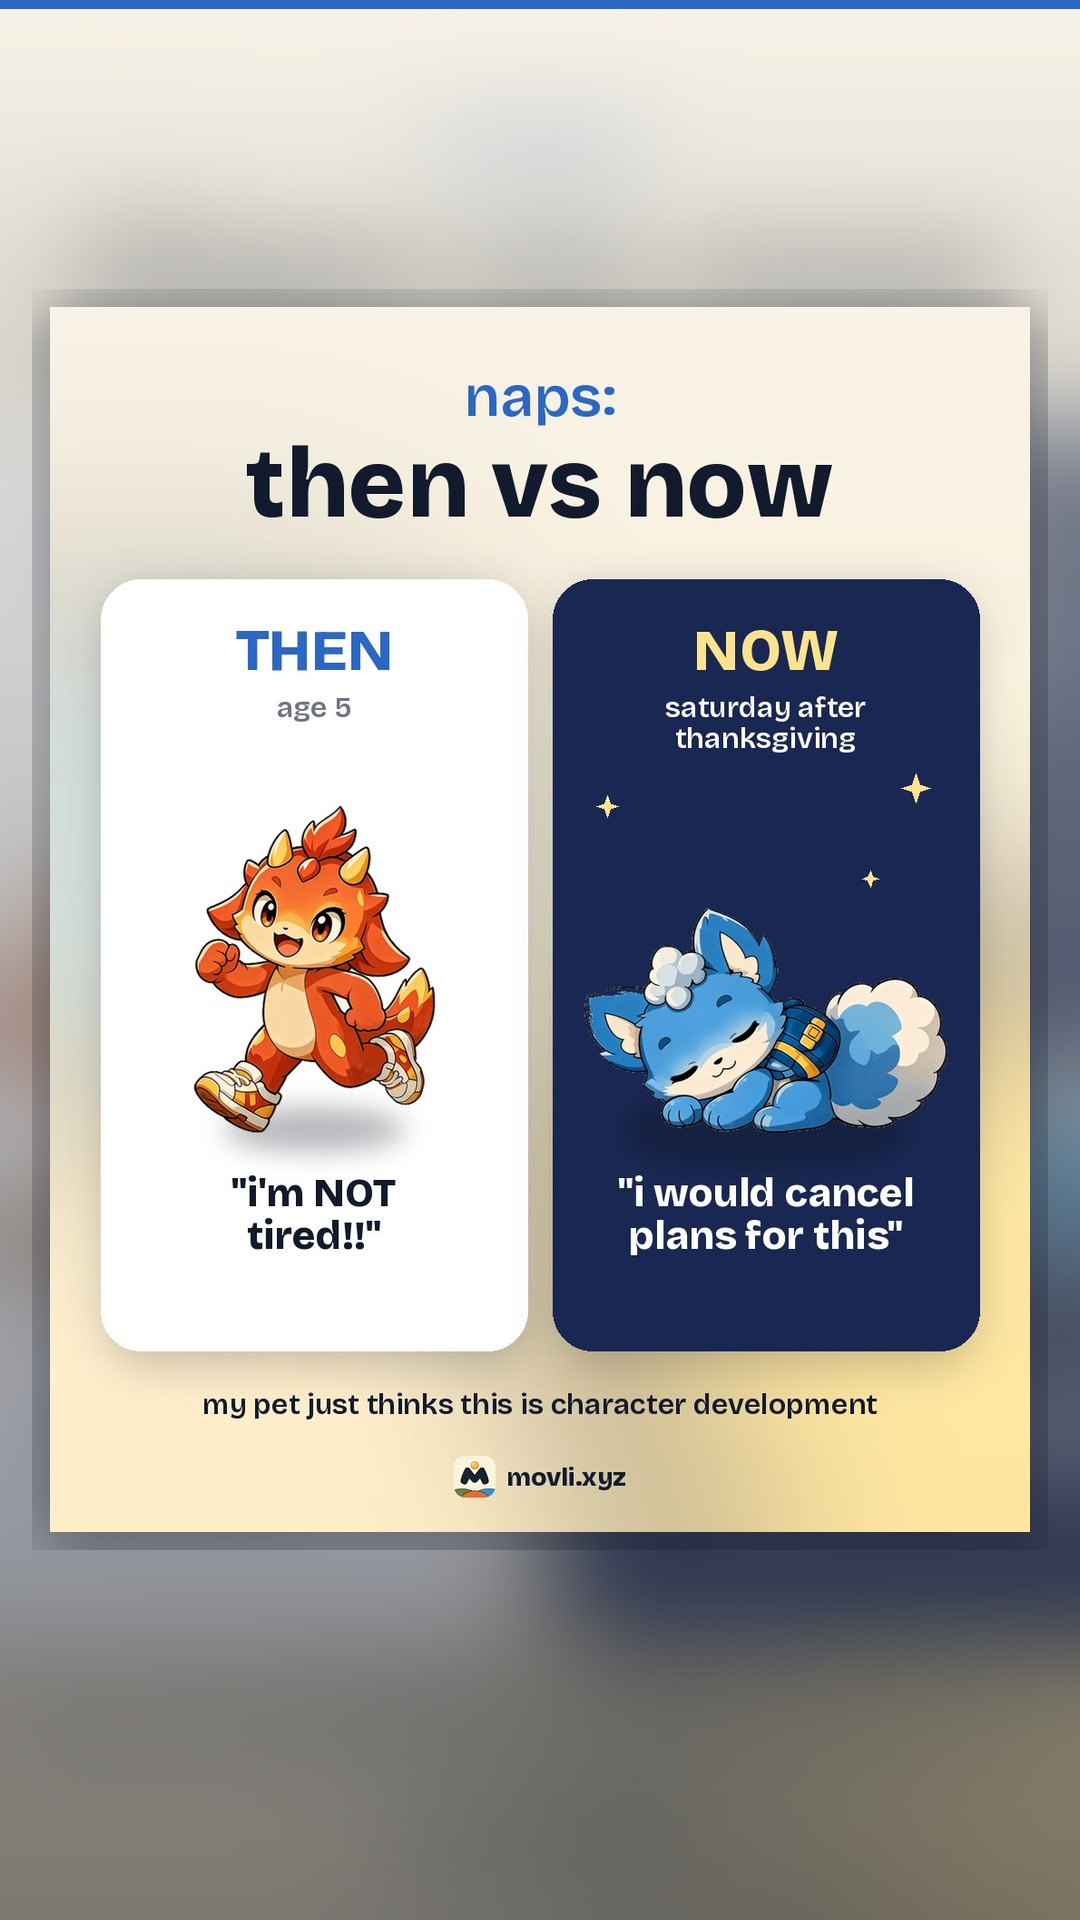 naps:
then vs now
THEN
age 5
"i'm NOT
tired!!"
NOW
saturday after
thanksgiving
"i would cancel
plans for this"
my pet just thinks this is character development
movli.xyz